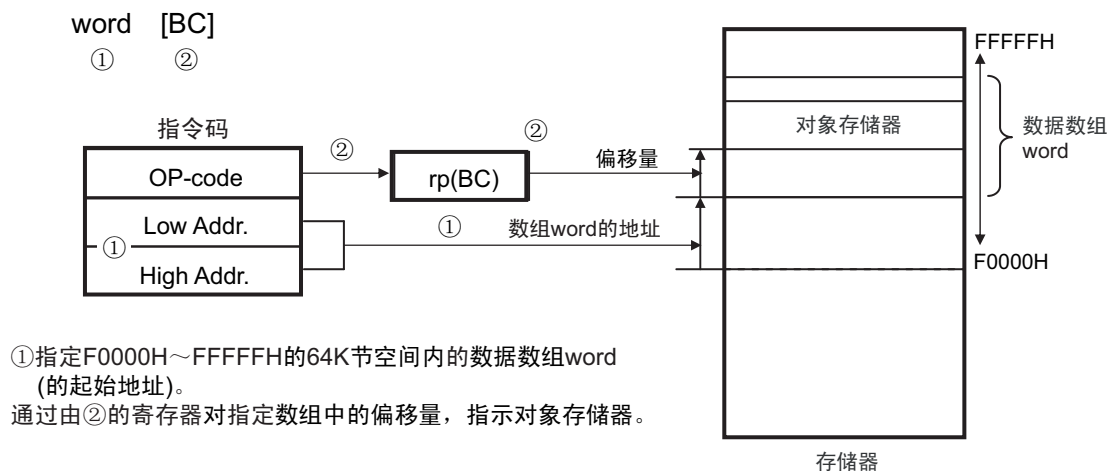 word [BC]
① ②
指令码
OP-code
Low Addr.
①
High Addr.
②
rp(BC)
②
偏移量
①
数组word的地址
对象存储器
FFFFFH
数据数组
word
F0000H
存储器
①指定F0000H～FFFFFH的64K节空间内的数据数组word
(的起始地址)。
通过由②的寄存器对指定数组中的偏移量，指示对象存储器。